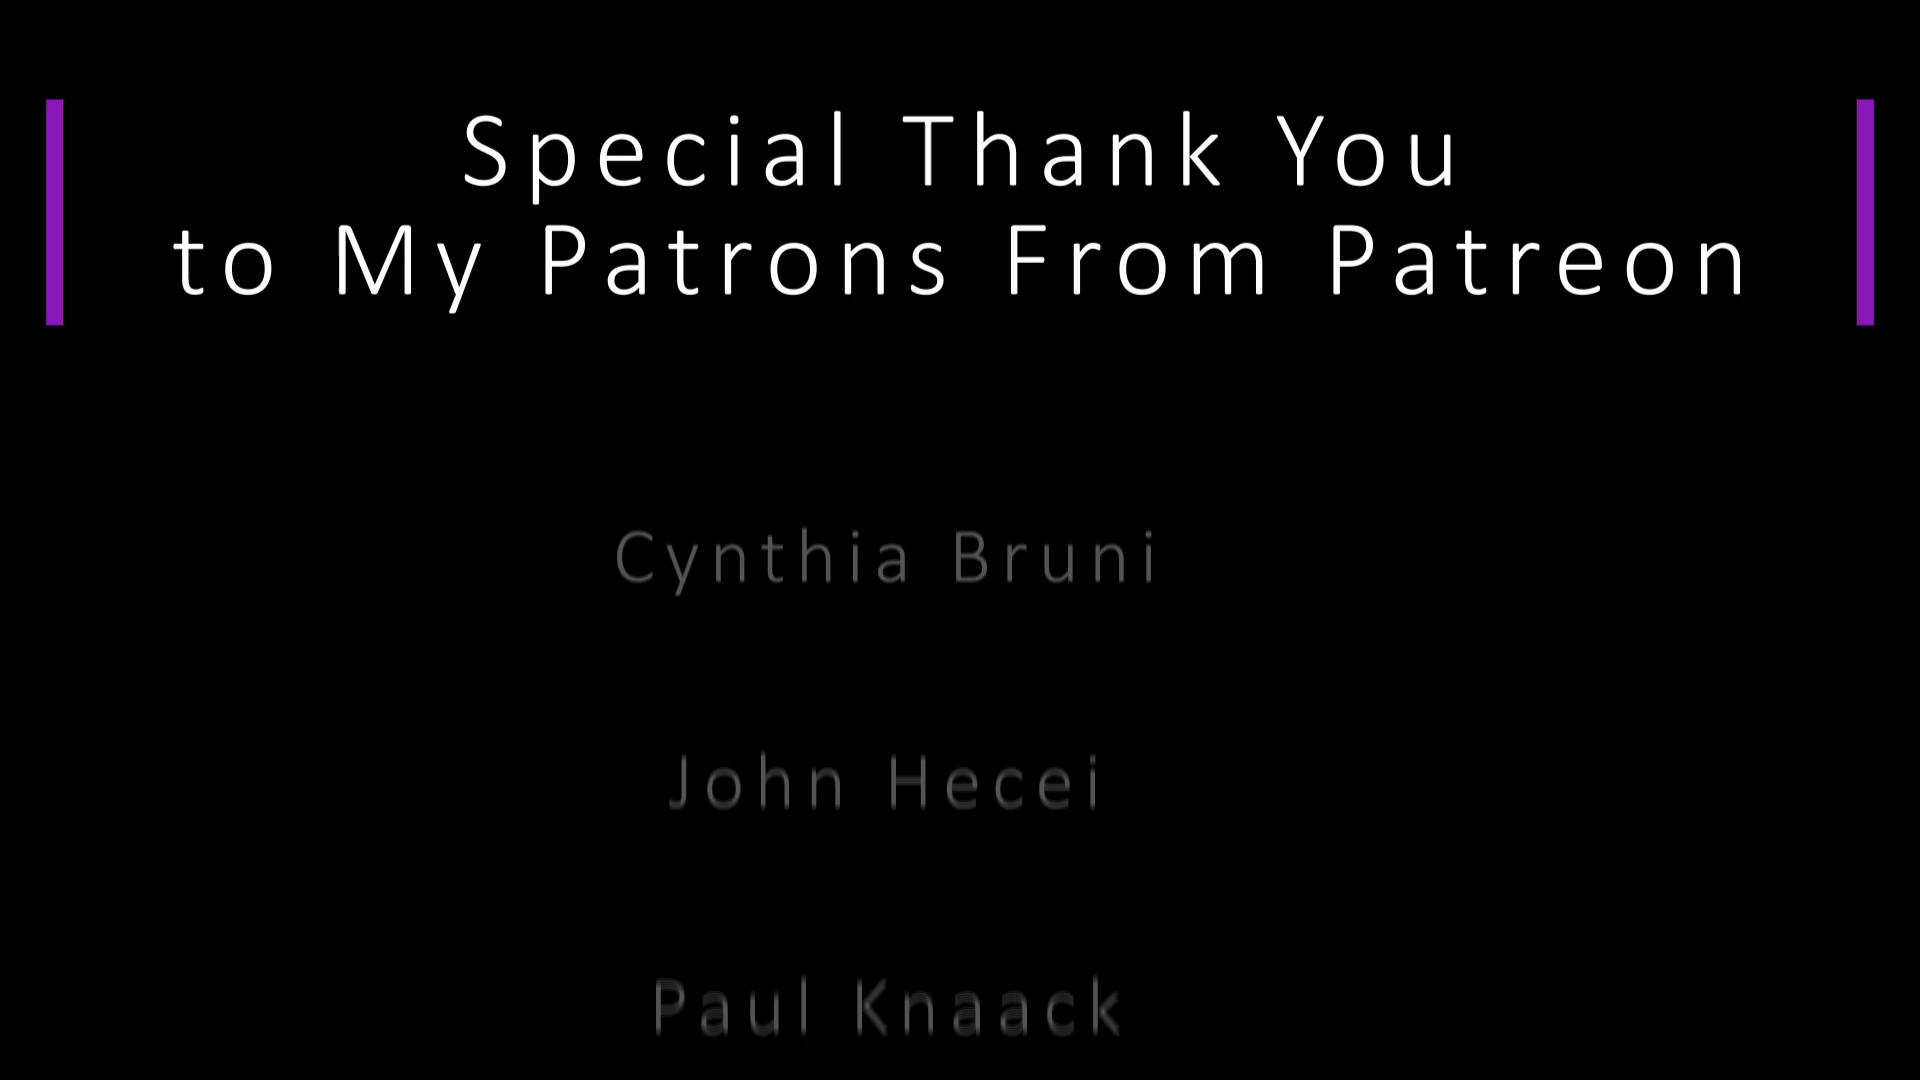 Special Thank You
to My Patrons From Patreon
Cynthia Bruni
John Hecei
Paul Knaack